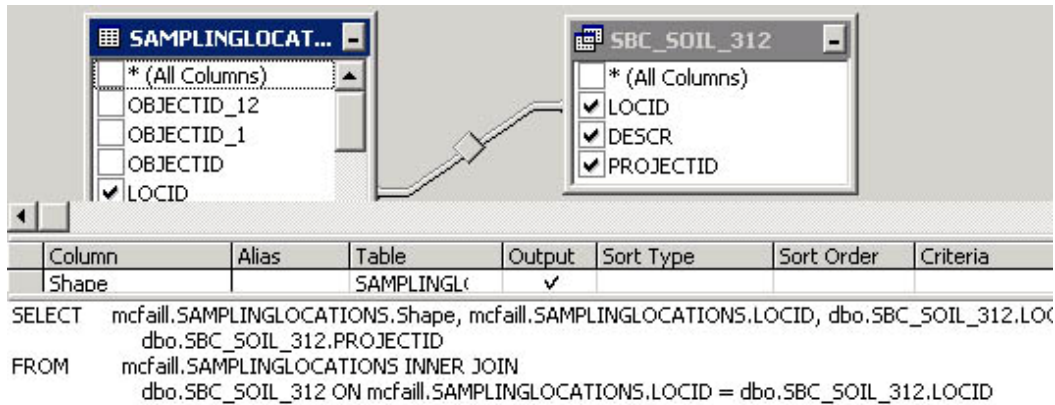 SAMPLINGLOCAT...
* (All Columns)
OBJECTID_12
OBJECTID_1
OBJECTID
LOCID
SBC_SOIL_312
* (All Columns)
LOCID
DESCR
PROJECTID
Column Alias Table Output Sort Type Sort Order Criteria
Shape SAMPLINGL(
SELECT mcfaill.SAMPLINGLOCATIONS.Shape, mcfaill.SAMPLINGLOCATIONS.LOCID, dbo.SBC_SOIL_312.LOC
dbo.SBC_SOIL_312.PROJECTID
FROM mcfaill.SAMPLINGLOCATIONS INNER JOIN
dbo.SBC_SOIL_312 ON mcfaill.SAMPLINGLOCATIONS.LOCID = dbo.SBC_SOIL_312.LOCID